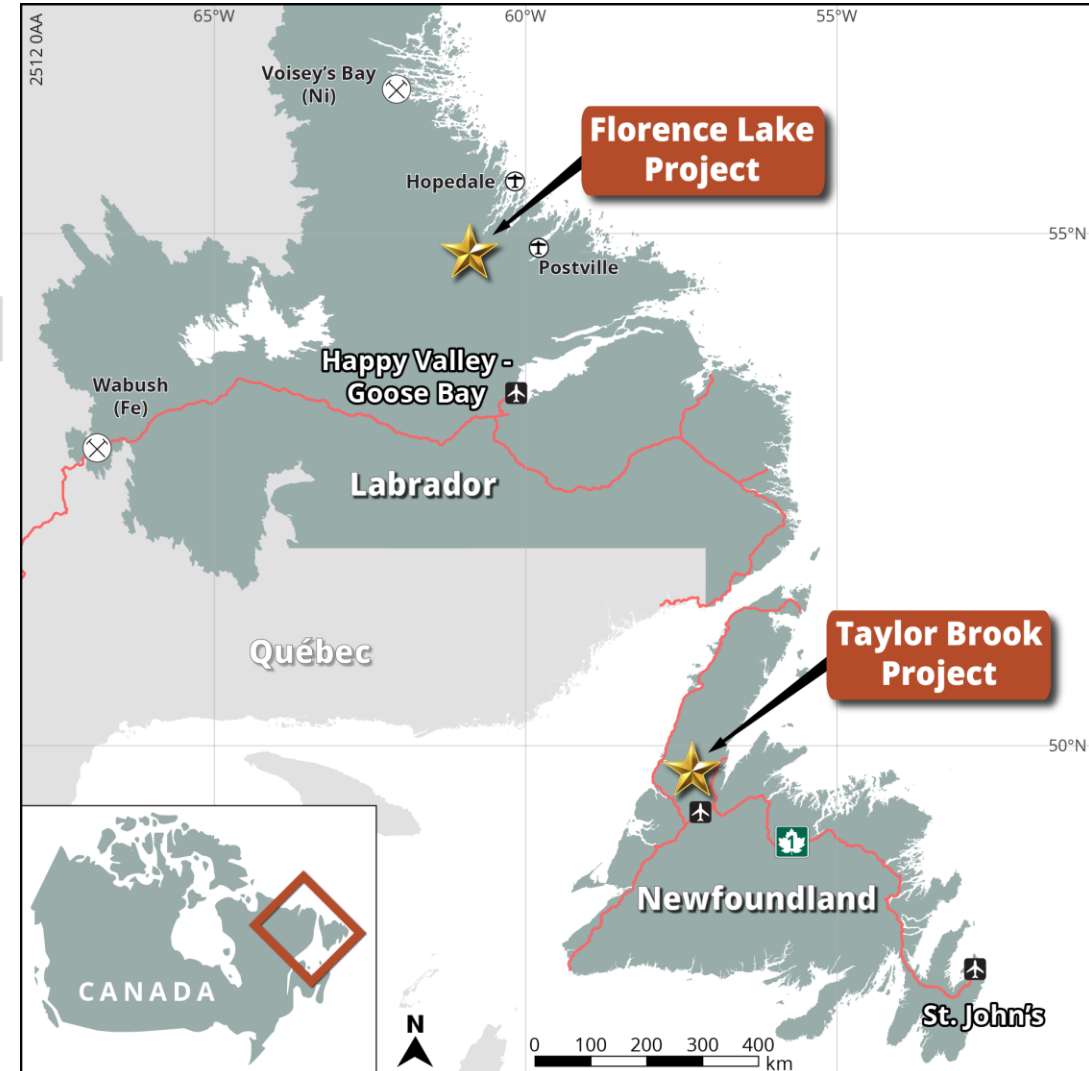 65°W
60°W
55°W
2512 0AA
Voisey's Bay
(Ni)
Florence Lake
Project
Hopedale
55°N
Postville
Happy Valley -
Goose Bay
Wabush
(Fe)
Labrador
Québec
Taylor Brook
Project
50°N
1
Newfoundland
CANADA
St. John's
N
0 100 200 300 400
km